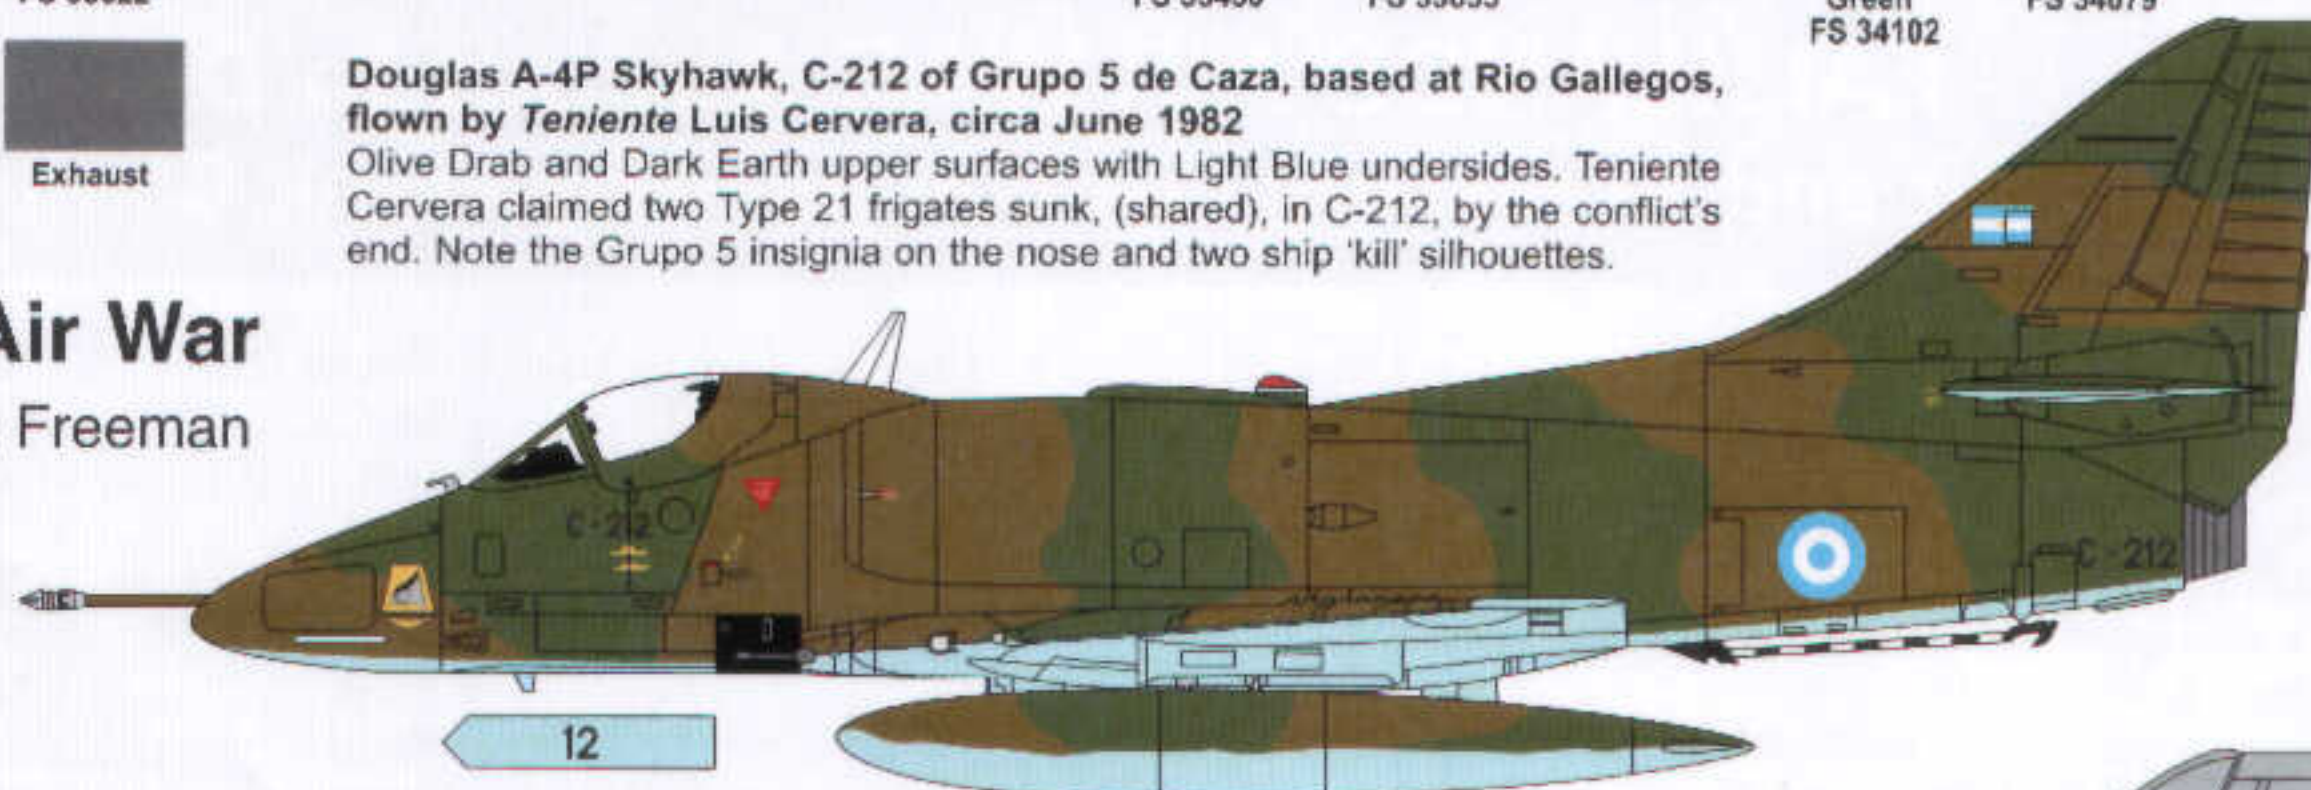 Green
FS 34102
Exhaust
Douglas A-4P Skyhawk, C-212 of Grupo 5 de Caza, based at Rio Gallegos,
flown by Teniente Luis Cervera, circa June 1982
Olive Drab and Dark Earth upper surfaces with Light Blue undersides. Teniente
Cervera claimed two Type 21 frigates sunk, (shared), in C-212, by the conflict's
end. Note the Grupo 5 insignia on the nose and two ship 'kill' silhouettes.
Air War
Freeman
C-212
C-212
12